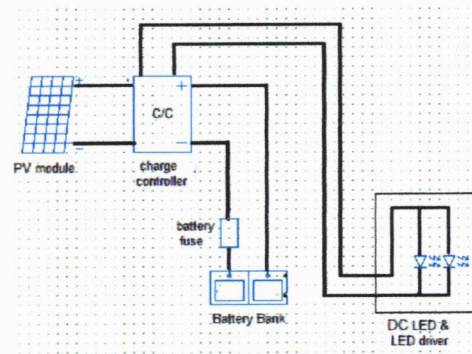 +
+
C/C
−
−
PV module
charge
controller
battery
fuse
Battery Bank
DC LED &
LED driver